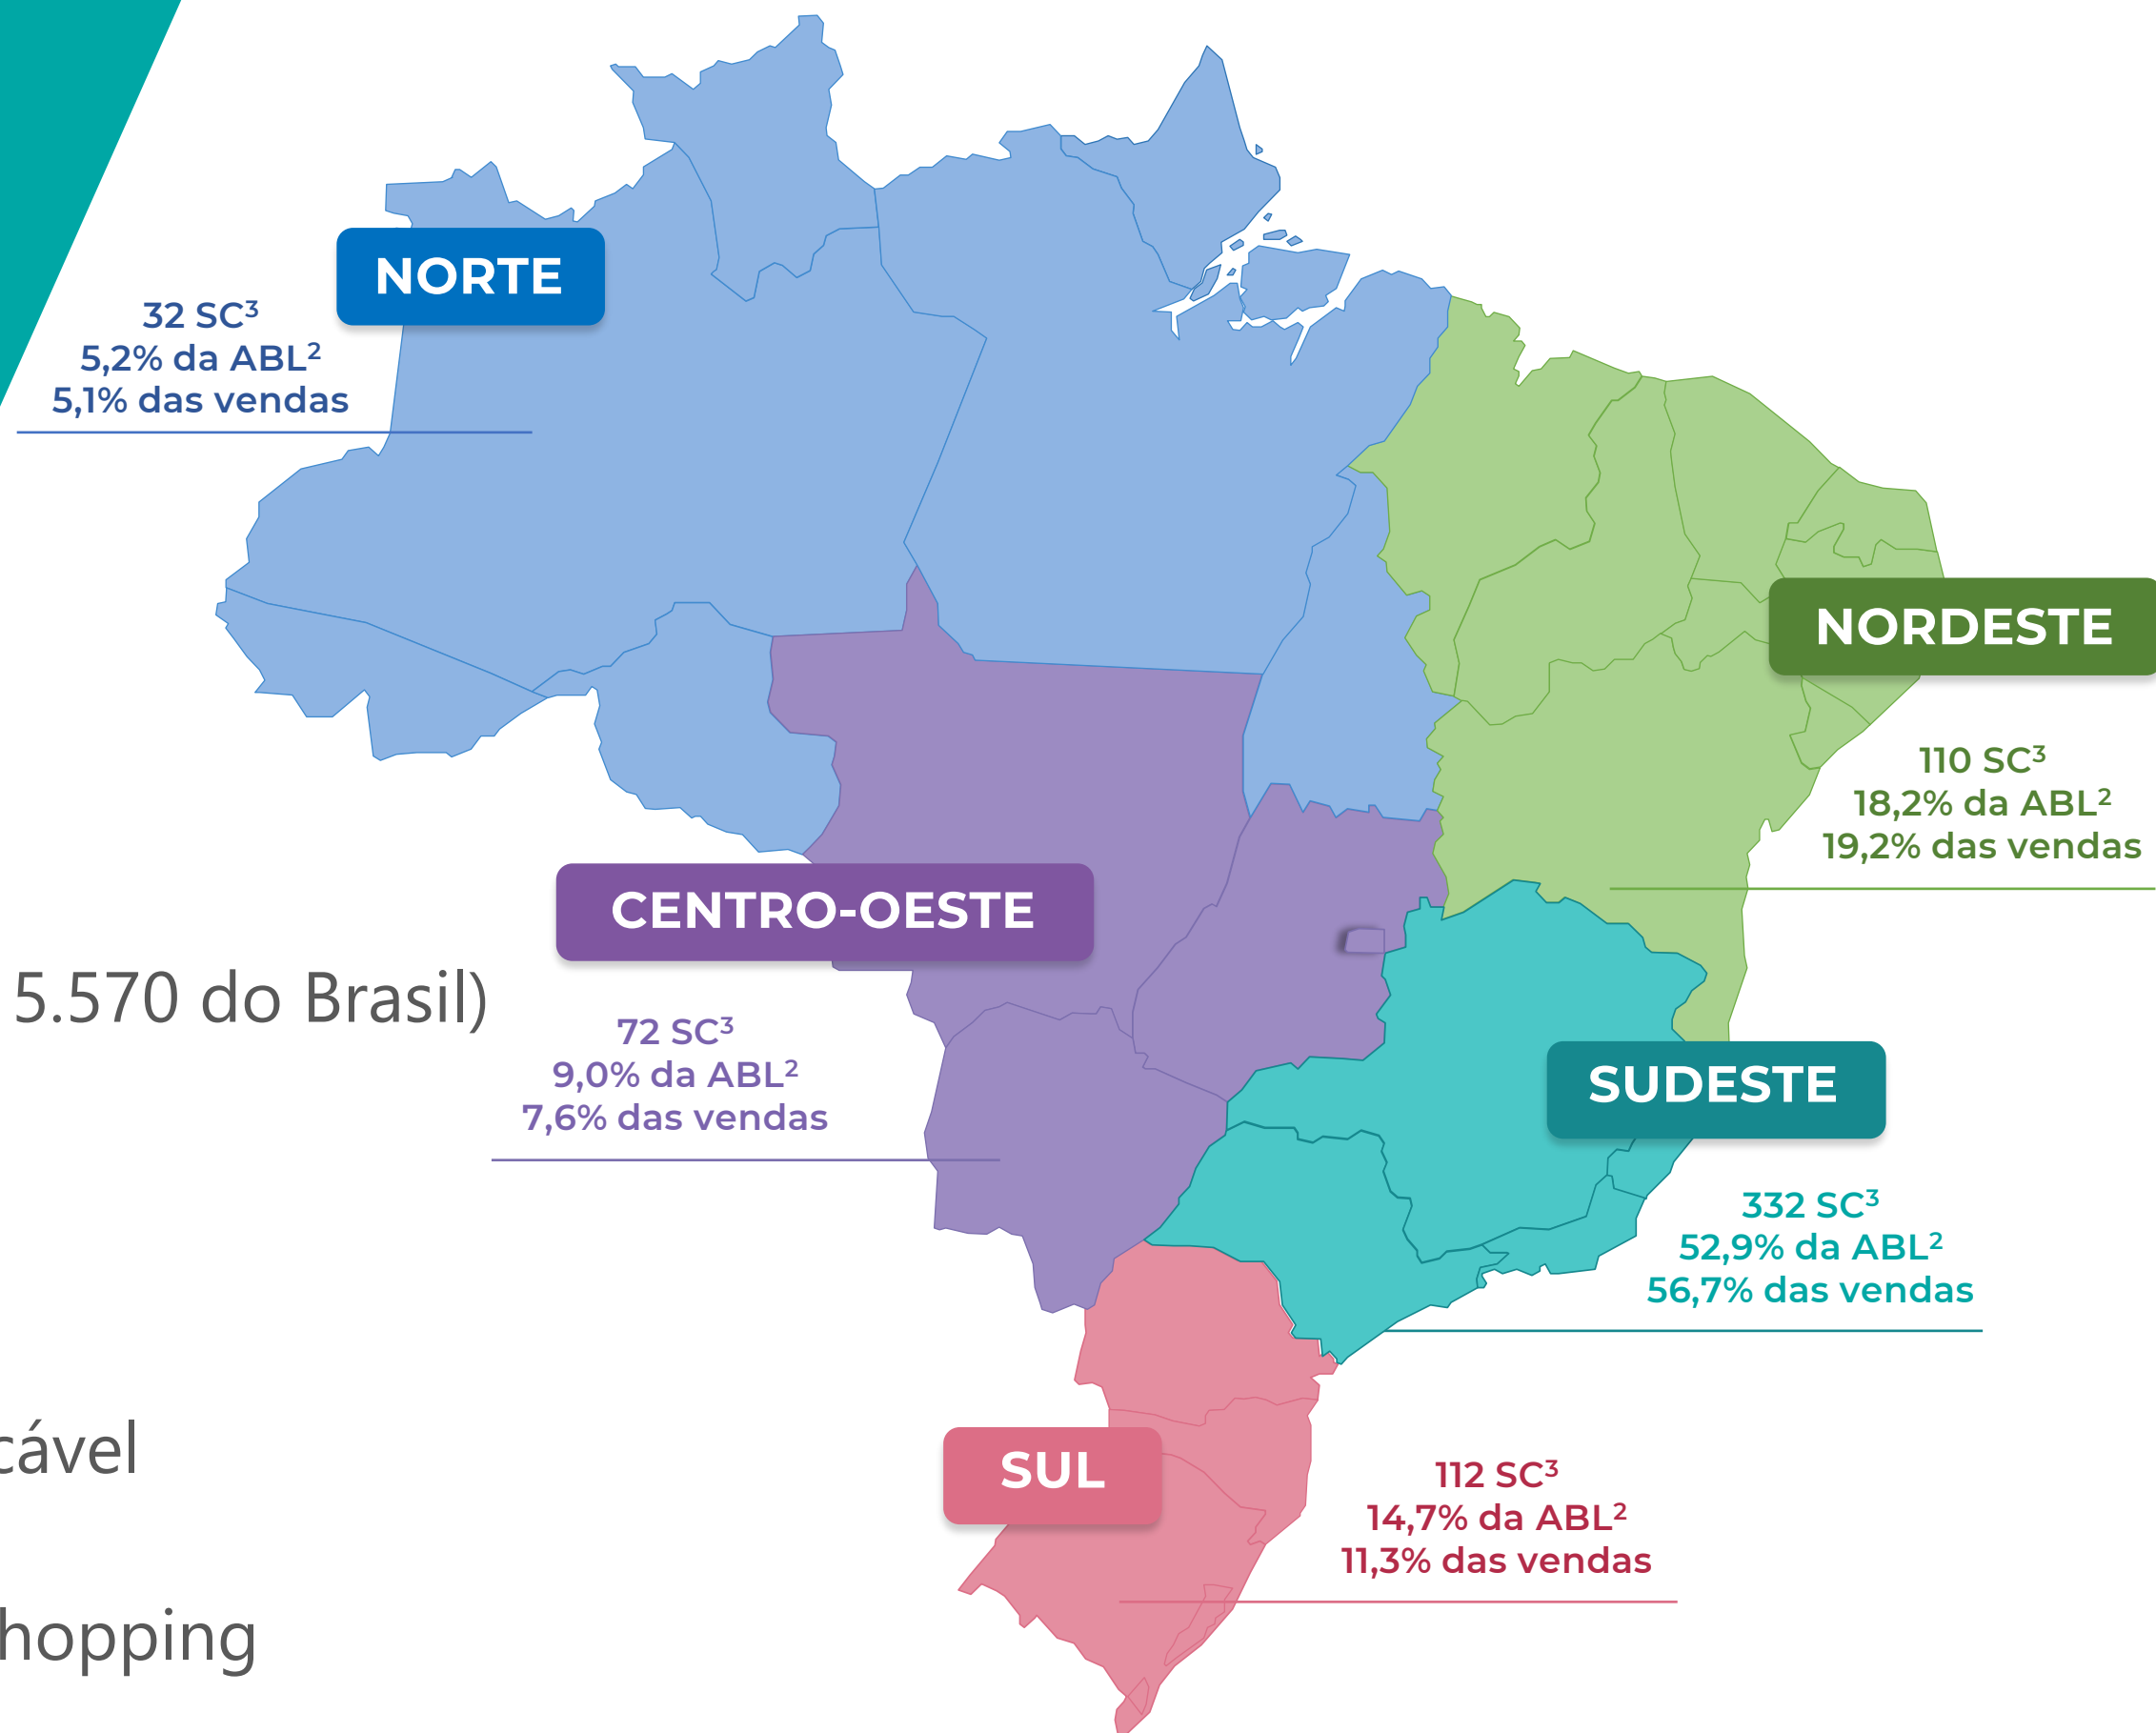 NORTE
32 SC³
5,2% da ABL²
5,1% das vendas
NORDESTE
110 SC³
18,2% da ABL²
19,2% das vendas
CENTRO-OESTE
5.570 do Brasil)
72 SC³
9,0% da ABL²
7,6% das vendas
SUDESTE
332 SC³
52,9% da ABL²
56,7% das vendas
cável
SUL
112 SC³
14,7% da ABL²
11,3% das vendas
hopping